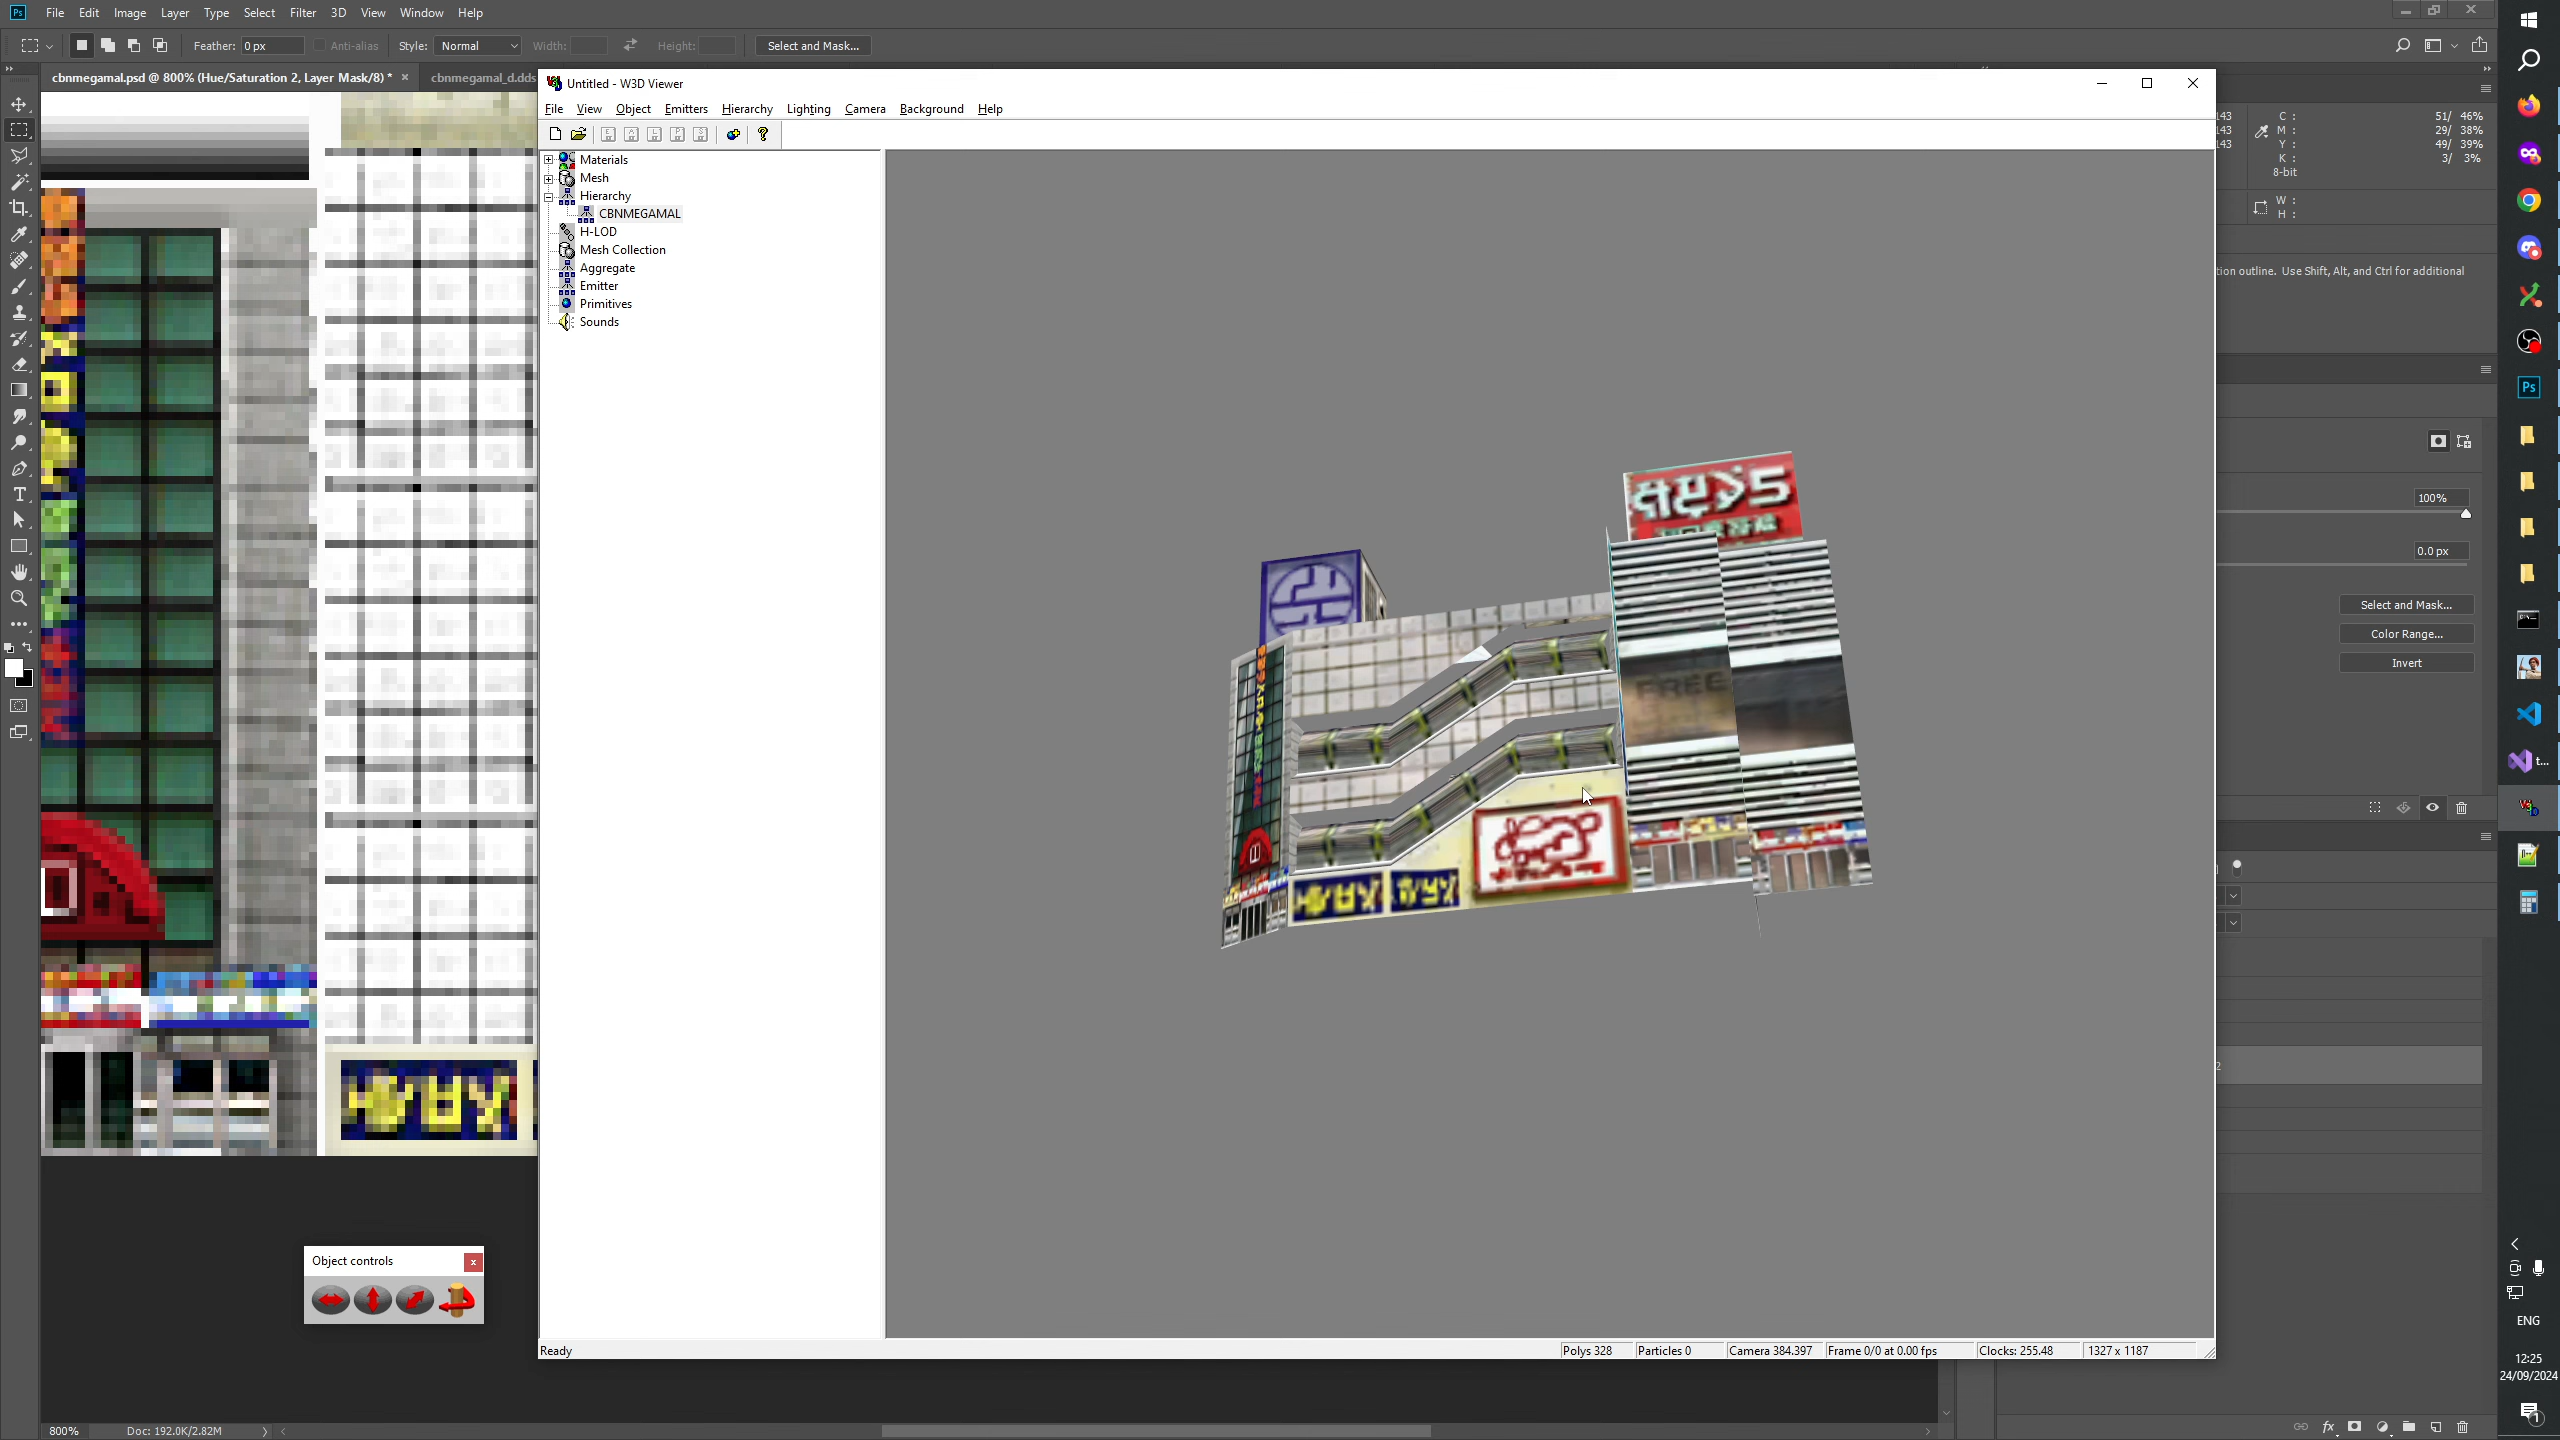 File Edit Image Layer Type Select Filter 3D View Window Help
Feather: 0 px Anti-alias Style: Normal Width: Height: Select and Mask...
cbnmegamal.psd @ 800% (Hue/Saturation 2, Layer Mask/8) * × cbnmegamal_d.dds
Untitled - W3D Viewer
File View Object Emitters Hierarchy Lighting Camera Background Help
Materials
Mesh
Hierarchy
CBNMEGAMAL
H-LOD
Mesh Collection
Aggregate
Emitter
Primitives
Sounds
FREE
Object controls
Ready
Polys 328
Particles 0
Camera 384.397
Frame 0/0 at 0.00 fps
Clocks: 255.48
1327 x 1187
800%
Doc: 192.0K/2.82M
143
143
143
C : 51/ 46%
M : 29/ 38%
Y : 49/ 39%
K : 3/ 3%
8-bit
W :
H :
tion outline. Use Shift, Alt, and Ctrl for additional
100%
0.0 px
Select and Mask...
Color Range...
Invert
2
t...
ENG
12:25
24/09/2024
1